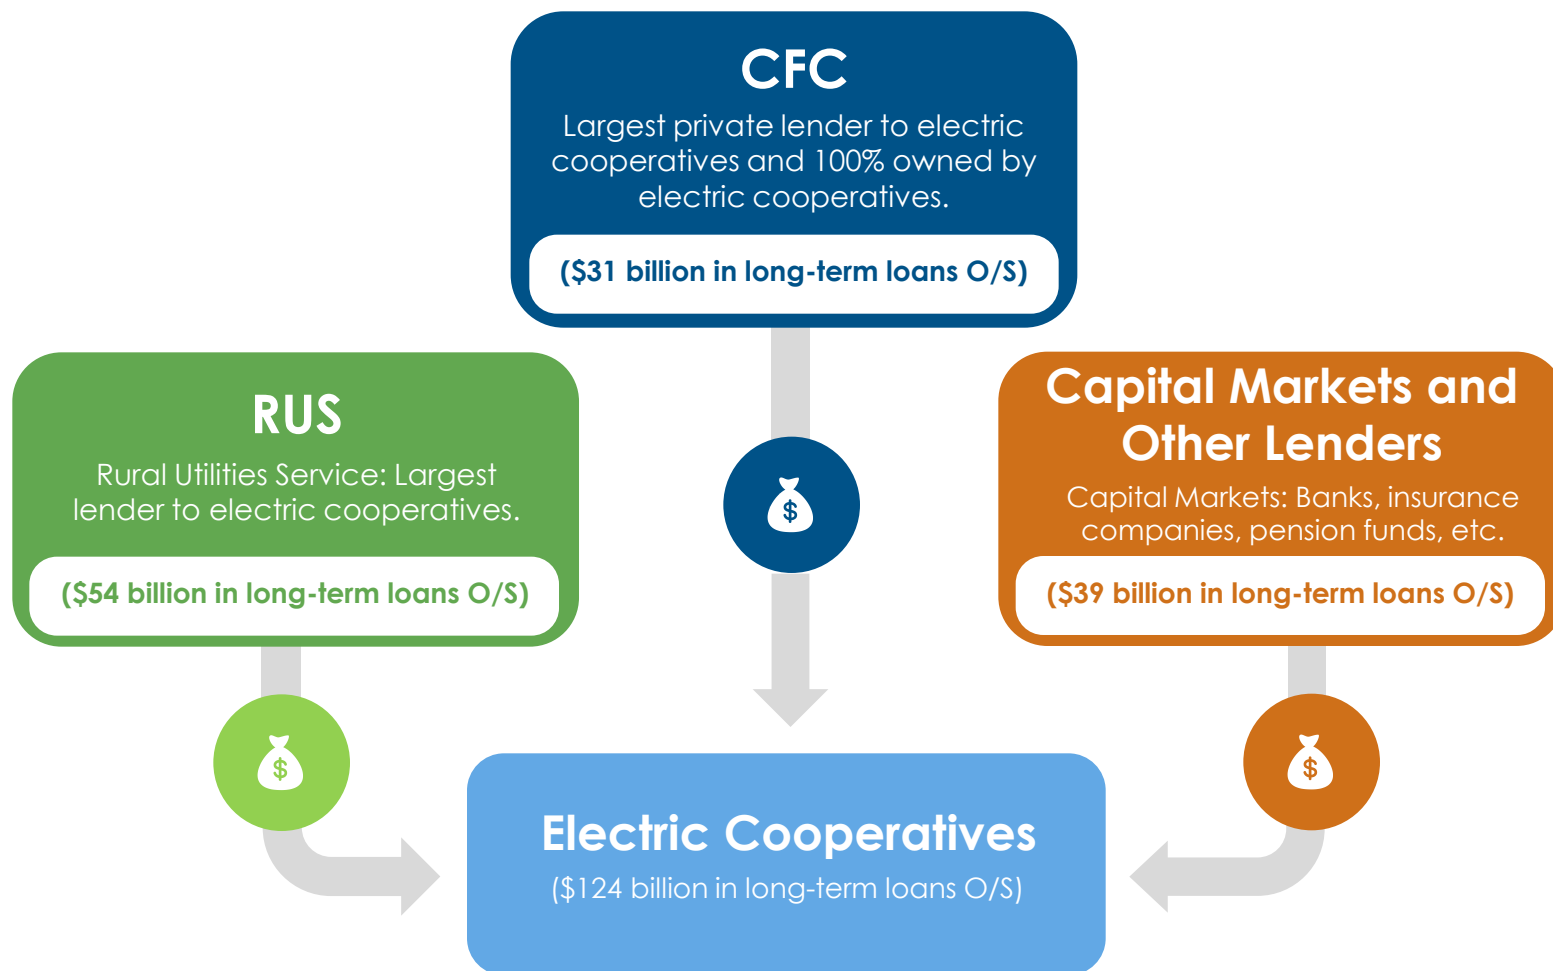 CFC
Largest private lender to electric
cooperatives and 100% owned by
electric cooperatives.
($31 billion in long-term loans O/S)
RUS
Rural Utilities Service: Largest
lender to electric cooperatives.
($54 billion in long-term loans O/S)
Capital Markets and
Other Lenders
Capital Markets: Banks, insurance
companies, pension funds, etc.
($39 billion in long-term loans O/S)
$
$
$
Electric Cooperatives
($124 billion in long-term loans O/S)